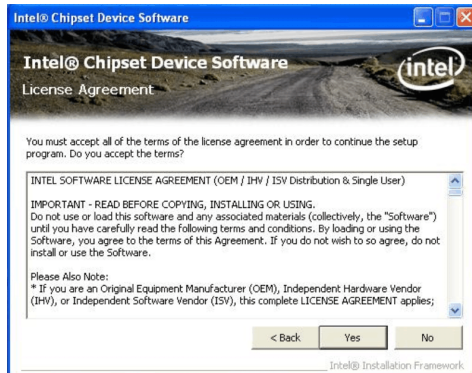 Intel® Chipset Device Software
Intel® Chipset Device Software
intel®
License Agreement
You must accept all of the terms of the license agreement in order to continue the setup
program. Do you accept the terms?
INTEL SOFTWARE LICENSE AGREEMENT (OEM / IHV / ISV Distribution & Single User)
IMPORTANT - READ BEFORE COPYING, INSTALLING OR USING.
Do not use or load this software and any associated materials (collectively, the "Software")
until you have carefully read the following terms and conditions. By loading or using the
Software, you agree to the terms of this Agreement. If you do not wish to so agree, do not
install or use the Software.
Please Also Note:
* If you are an Original Equipment Manufacturer (OEM), Independent Hardware Vendor
(IHV), or Independent Software Vendor (ISV), this complete LICENSE AGREEMENT applies;
< Back Yes No
Intel® Installation Framework